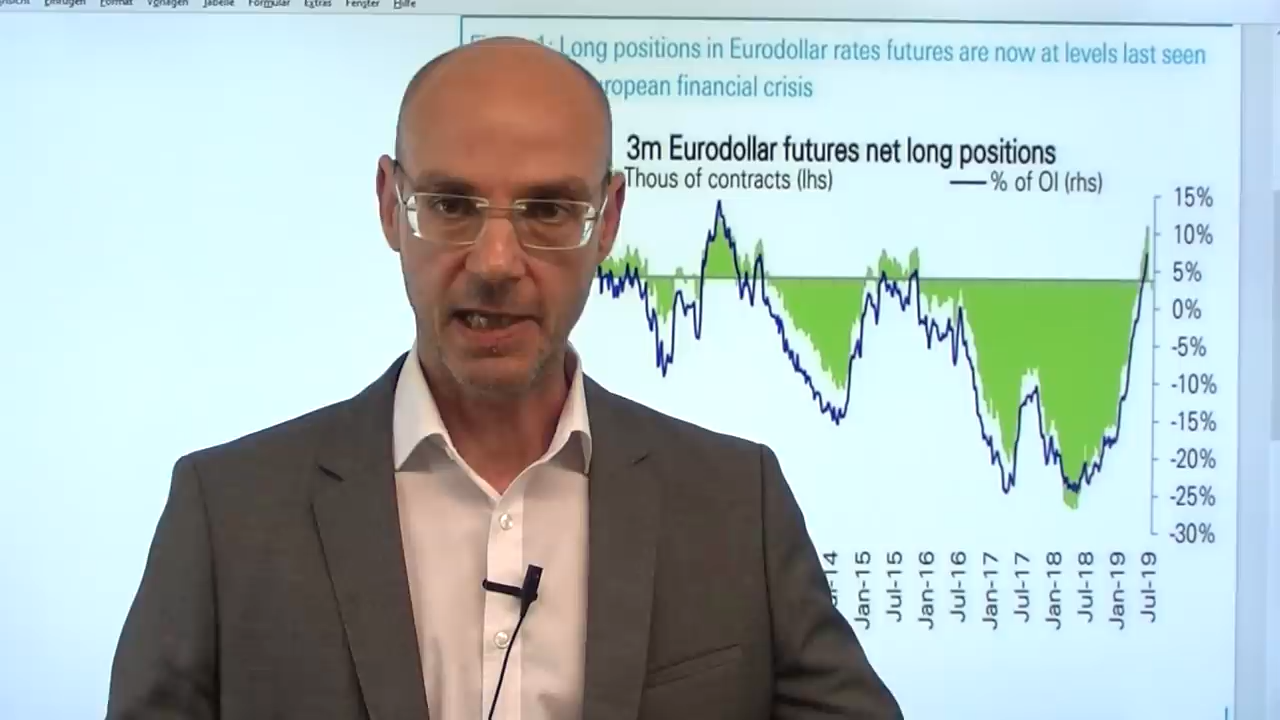 Einfügen Format Vorlagen Tabelle Formular Extras Fenster Hilfe
Long positions in Eurodollar rates futures are now at levels last seen
financial crisis
3m Eurodollar futures net long positions
Thous of contracts (lhs) % of OI (rhs)
15%
10%
5%
0%
-5%
-10%
-15%
-20%
-25%
-30%
Jan-15 Jul-15 Jan-16 Jul-16 Jan-17 Jul-17 Jan-18 Jul-18 Jan-19 Jul-19